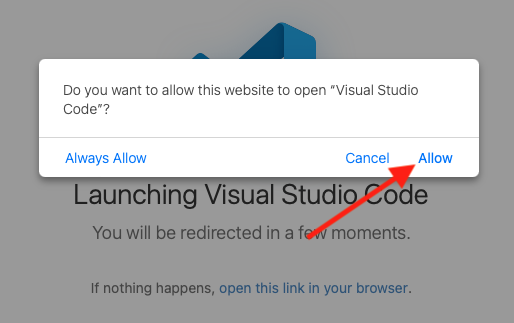 Do you want to allow this website to open “Visual Studio
Code”?
Always Allow
Cancel
Allow
Launching Visual Studio Code
You will be redirected in a few moments.
If nothing happens, open this link in your browser.